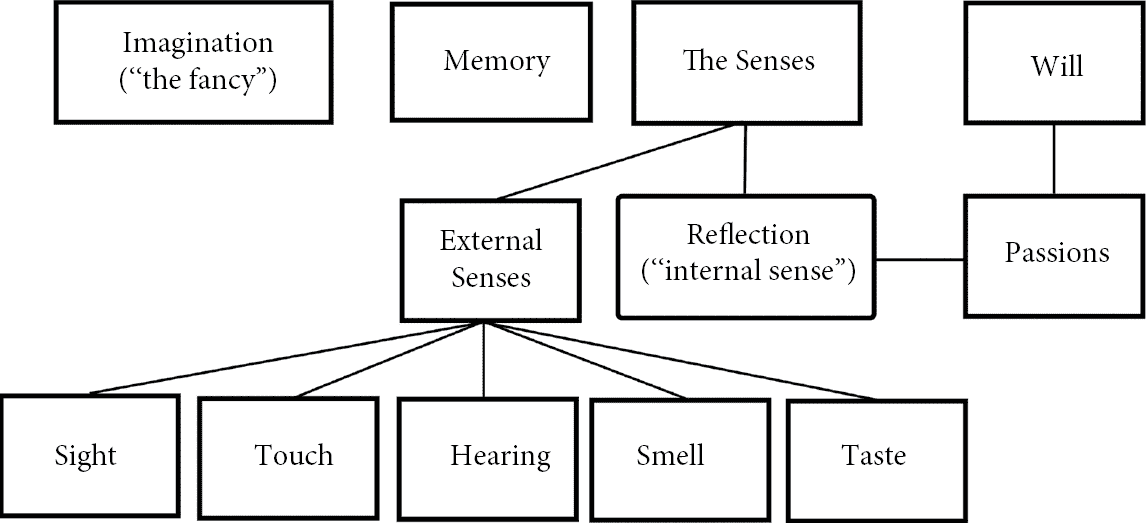 Imagination
(“the fancy”)
Memory
The Senses
Will
External
Senses
Reflection
(“internal sense”)
Passions
Sight
Touch
Hearing
Smell
Taste